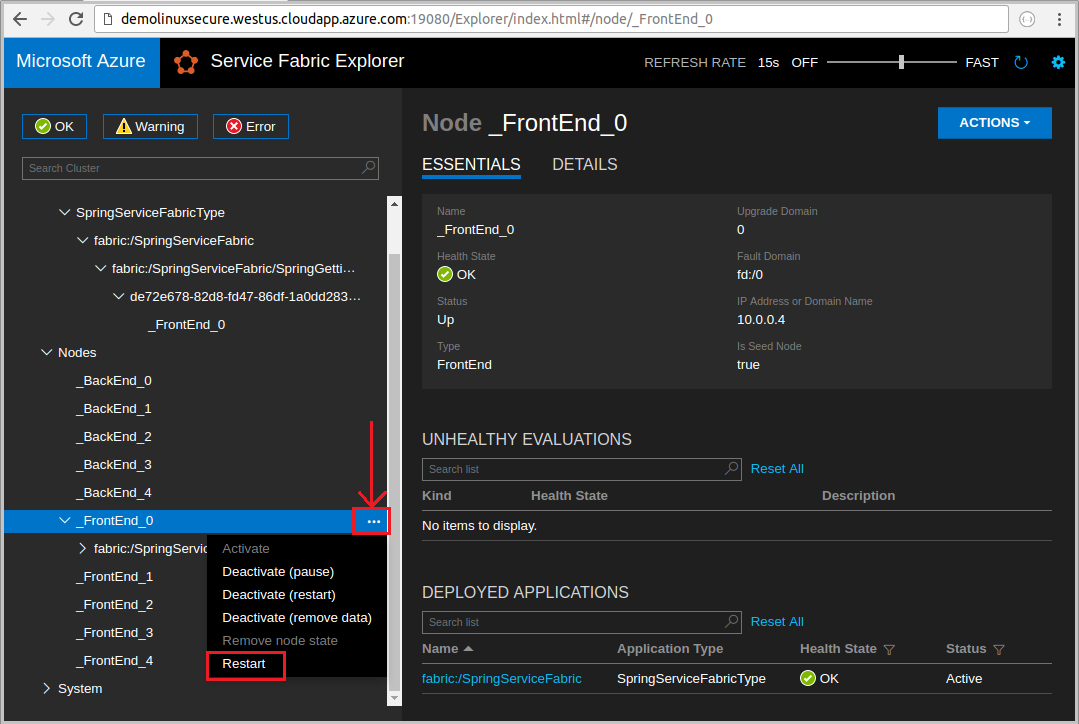 demolinuxsecure.westus.cloudapp.azure.com:19080/Explorer/index.html#/node/_FrontEnd_0
Microsoft Azure
Service Fabric Explorer
REFRESH RATE 15s OFF FAST
OK
Warning
Error
Search Cluster
SpringServiceFabricType
fabric:/SpringServiceFabric
fabric:/SpringServiceFabric/SpringGetti…
de72e678-82d8-fd47-86df-1a0dd283…
_FrontEnd_0
Nodes
_BackEnd_0
_BackEnd_1
_BackEnd_2
_BackEnd_3
_BackEnd_4
_FrontEnd_0
fabric:/SpringServic
_FrontEnd_1
_FrontEnd_2
_FrontEnd_3
_FrontEnd_4
System
Activate
Deactivate (pause)
Deactivate (restart)
Deactivate (remove data)
Remove node state
Restart
Node _FrontEnd_0
ACTIONS
ESSENTIALS DETAILS
Name Upgrade Domain
_FrontEnd_0 0
Health State Fault Domain
OK fd:/0
Status IP Address or Domain Name
Up 10.0.0.4
Type Is Seed Node
FrontEnd true
UNHEALTHY EVALUATIONS
Search list Reset All
Kind Health State Description
No items to display.
DEPLOYED APPLICATIONS
Search list Reset All
Name Application Type Health State Status
fabric:/SpringServiceFabric SpringServiceFabricType OK Active